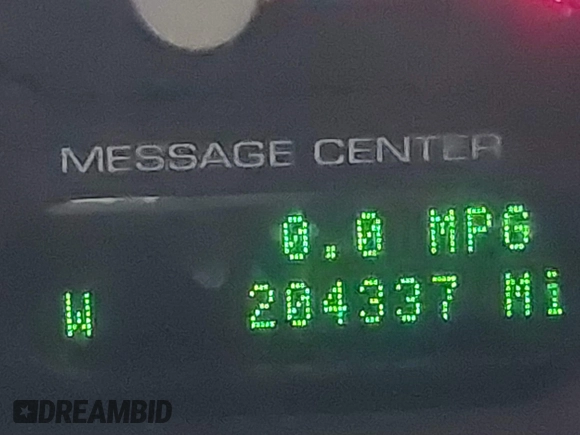 MESSAGE CENTER
0.0 MPG
W 204337 Mi
DREAMBID